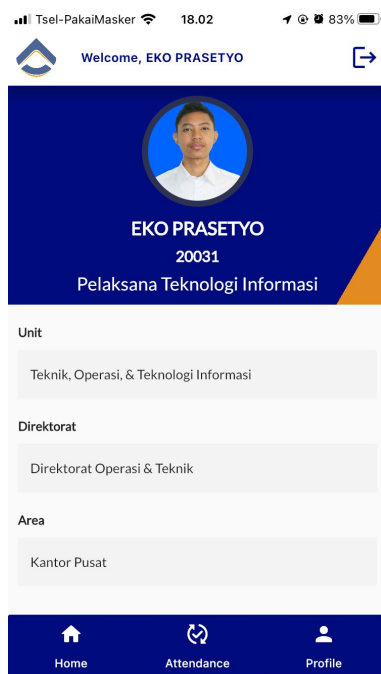 Tsel-PakaiMasker 18.02 83%
Welcome, EKO PRASETYO
EKO PRASETYO
20031
Pelaksana Teknologi Informasi
Unit
Teknik, Operasi, & Teknologi Informasi
Direktorat
Direktorat Operasi & Teknik
Area
Kantor Pusat
Home Attendance Profile